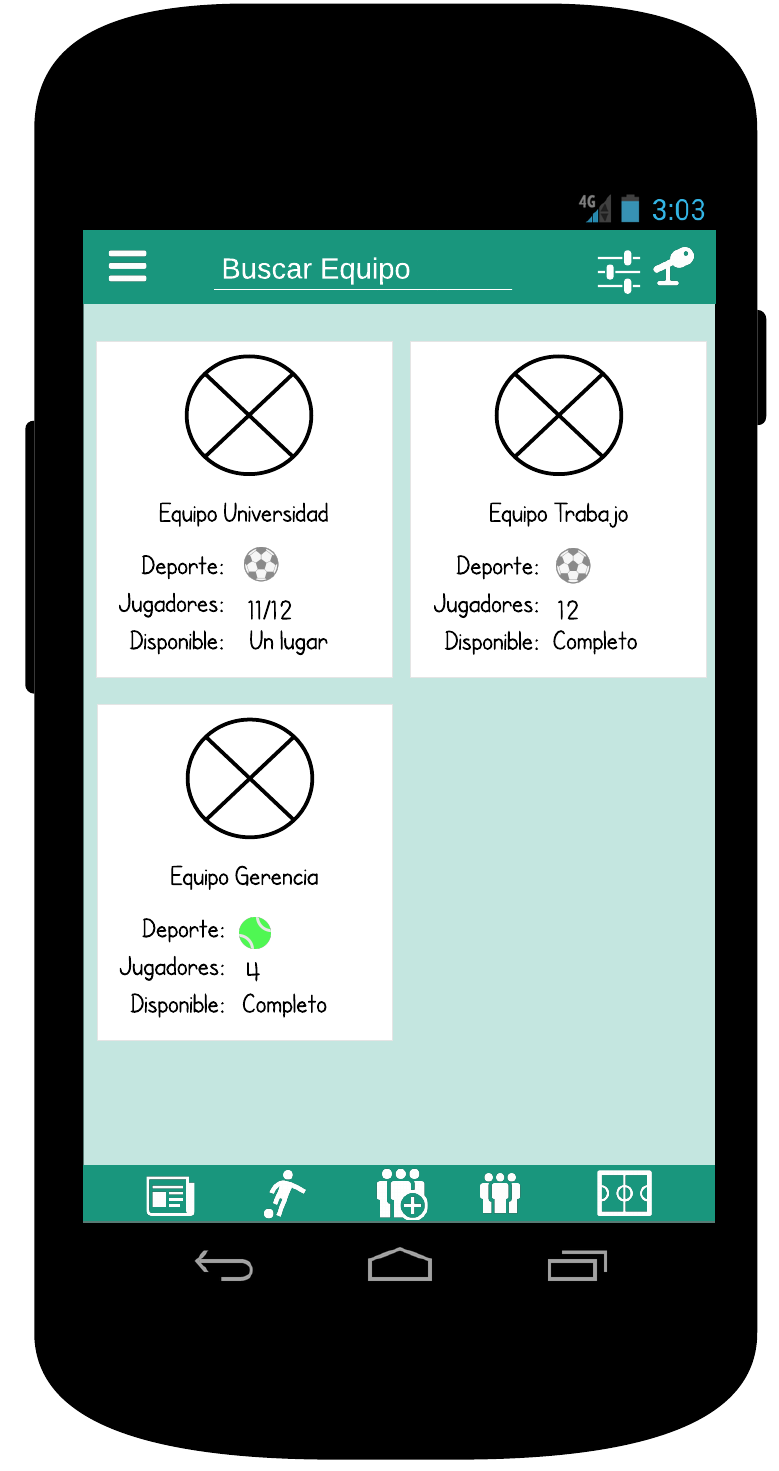 4G 3:03
Buscar Equipo
Equipo Universidad
Deporte:
Jugadores: 11/12
Disponible: Un lugar
Equipo Trabajo
Deporte:
Jugadores: 12
Disponible: Completo
Equipo Gerencia
Deporte:
Jugadores: 4
Disponible: Completo